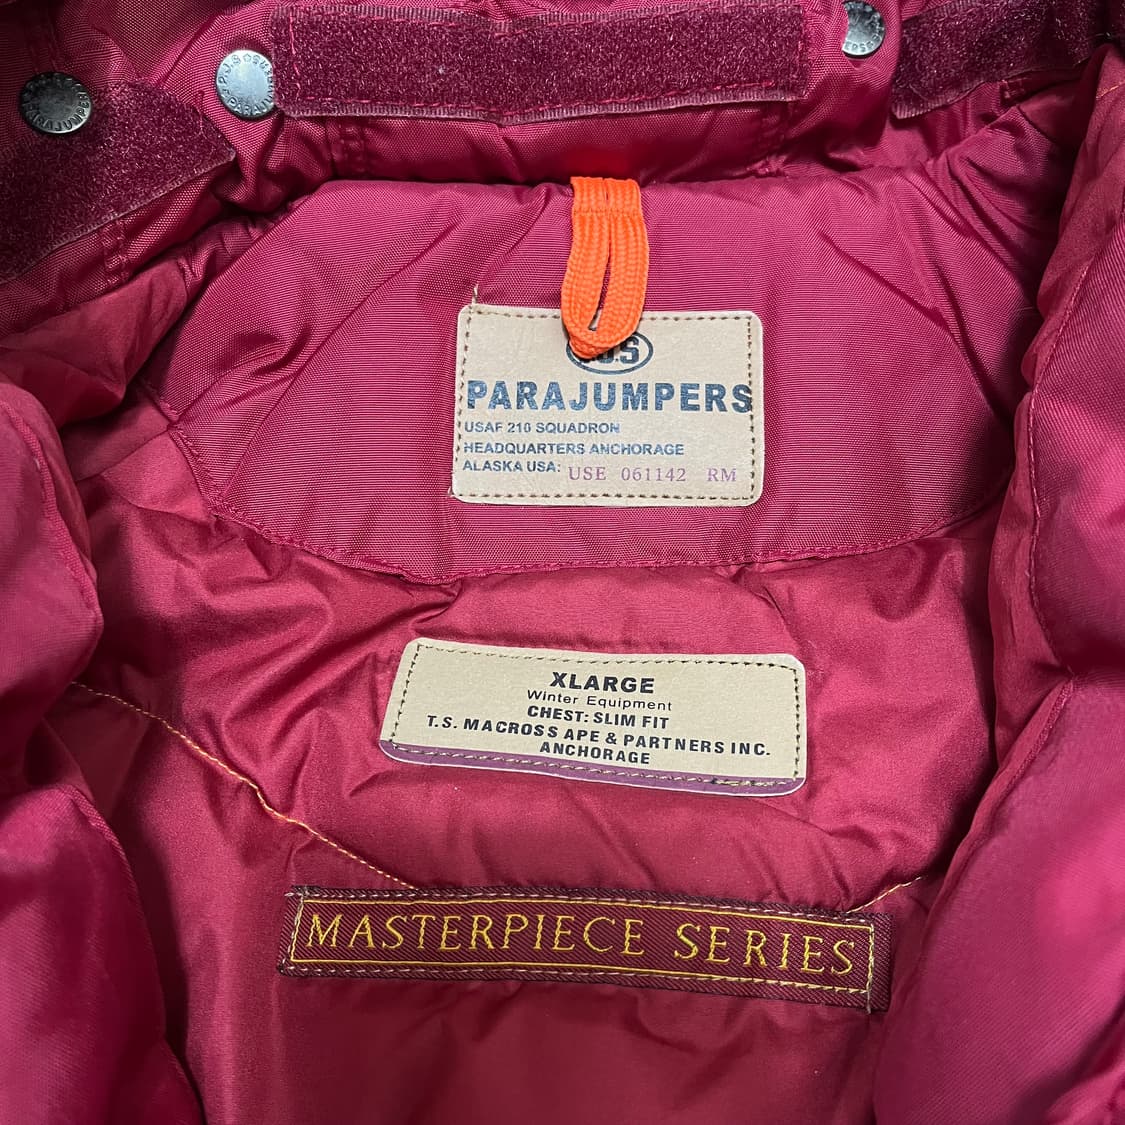 PARAJUMPERS
USAF 210 SQUADRON
HEADQUARTERS ANCHORAGE
ALASKA USA: USE 061142 RM
XLARGE
Winter Equipment
CHEST: SLIM FIT
T.S. MACROSS APE & PARTNERS INC.
ANCHORAGE
MASTERPIECE SERIES